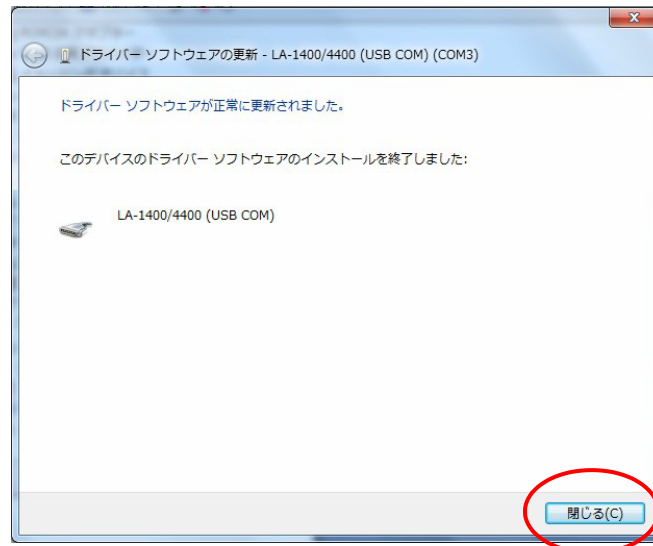 ドライバー ソフトウェアの更新 - LA-1400/4400 (USB COM) (COM3)
ドライバー ソフトウェアが正常に更新されました。
このデバイスのドライバー ソフトウェアのインストールを終了しました:
LA-1400/4400 (USB COM)
閉じる(C)